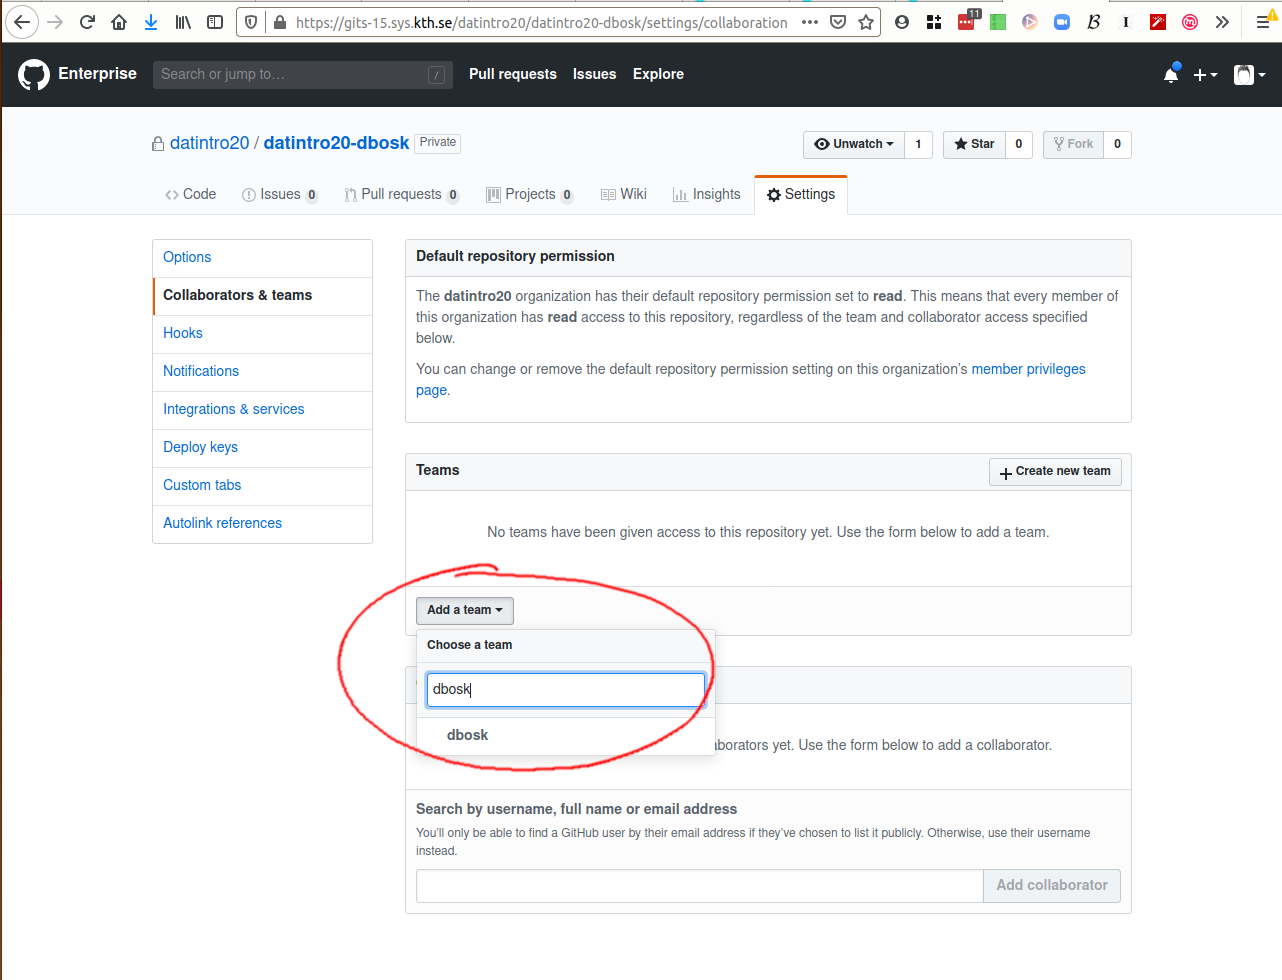 https://gits-15.sys.kth.se/datintro20/datintro20-dbosk/settings/collaboration
11
Enterprise
Search or jump to…
/
Pull requests
Issues
Explore
datintro20 / datintro20-dbosk Private
Unwatch 1
Star 0
Fork 0
Code
Issues 0
Pull requests 0
Projects 0
Wiki
Insights
Settings
Options
Collaborators & teams
Hooks
Notifications
Integrations & services
Deploy keys
Custom tabs
Autolink references
Default repository permission
The datintro20 organization has their default repository permission set to read. This means that every member of
this organization has read access to this repository, regardless of the team and collaborator access specified
below.
You can change or remove the default repository permission setting on this organization's member privileges
page.
Teams
Create new team
No teams have been given access to this repository yet. Use the form below to add a team.
Add a team
Choose a team
dbosk
dbosk
aborators yet. Use the form below to add a collaborator.
Search by username, full name or email address
You'll only be able to find a GitHub user by their email address if they've chosen to list it publicly. Otherwise, use their username
instead.
Add collaborator